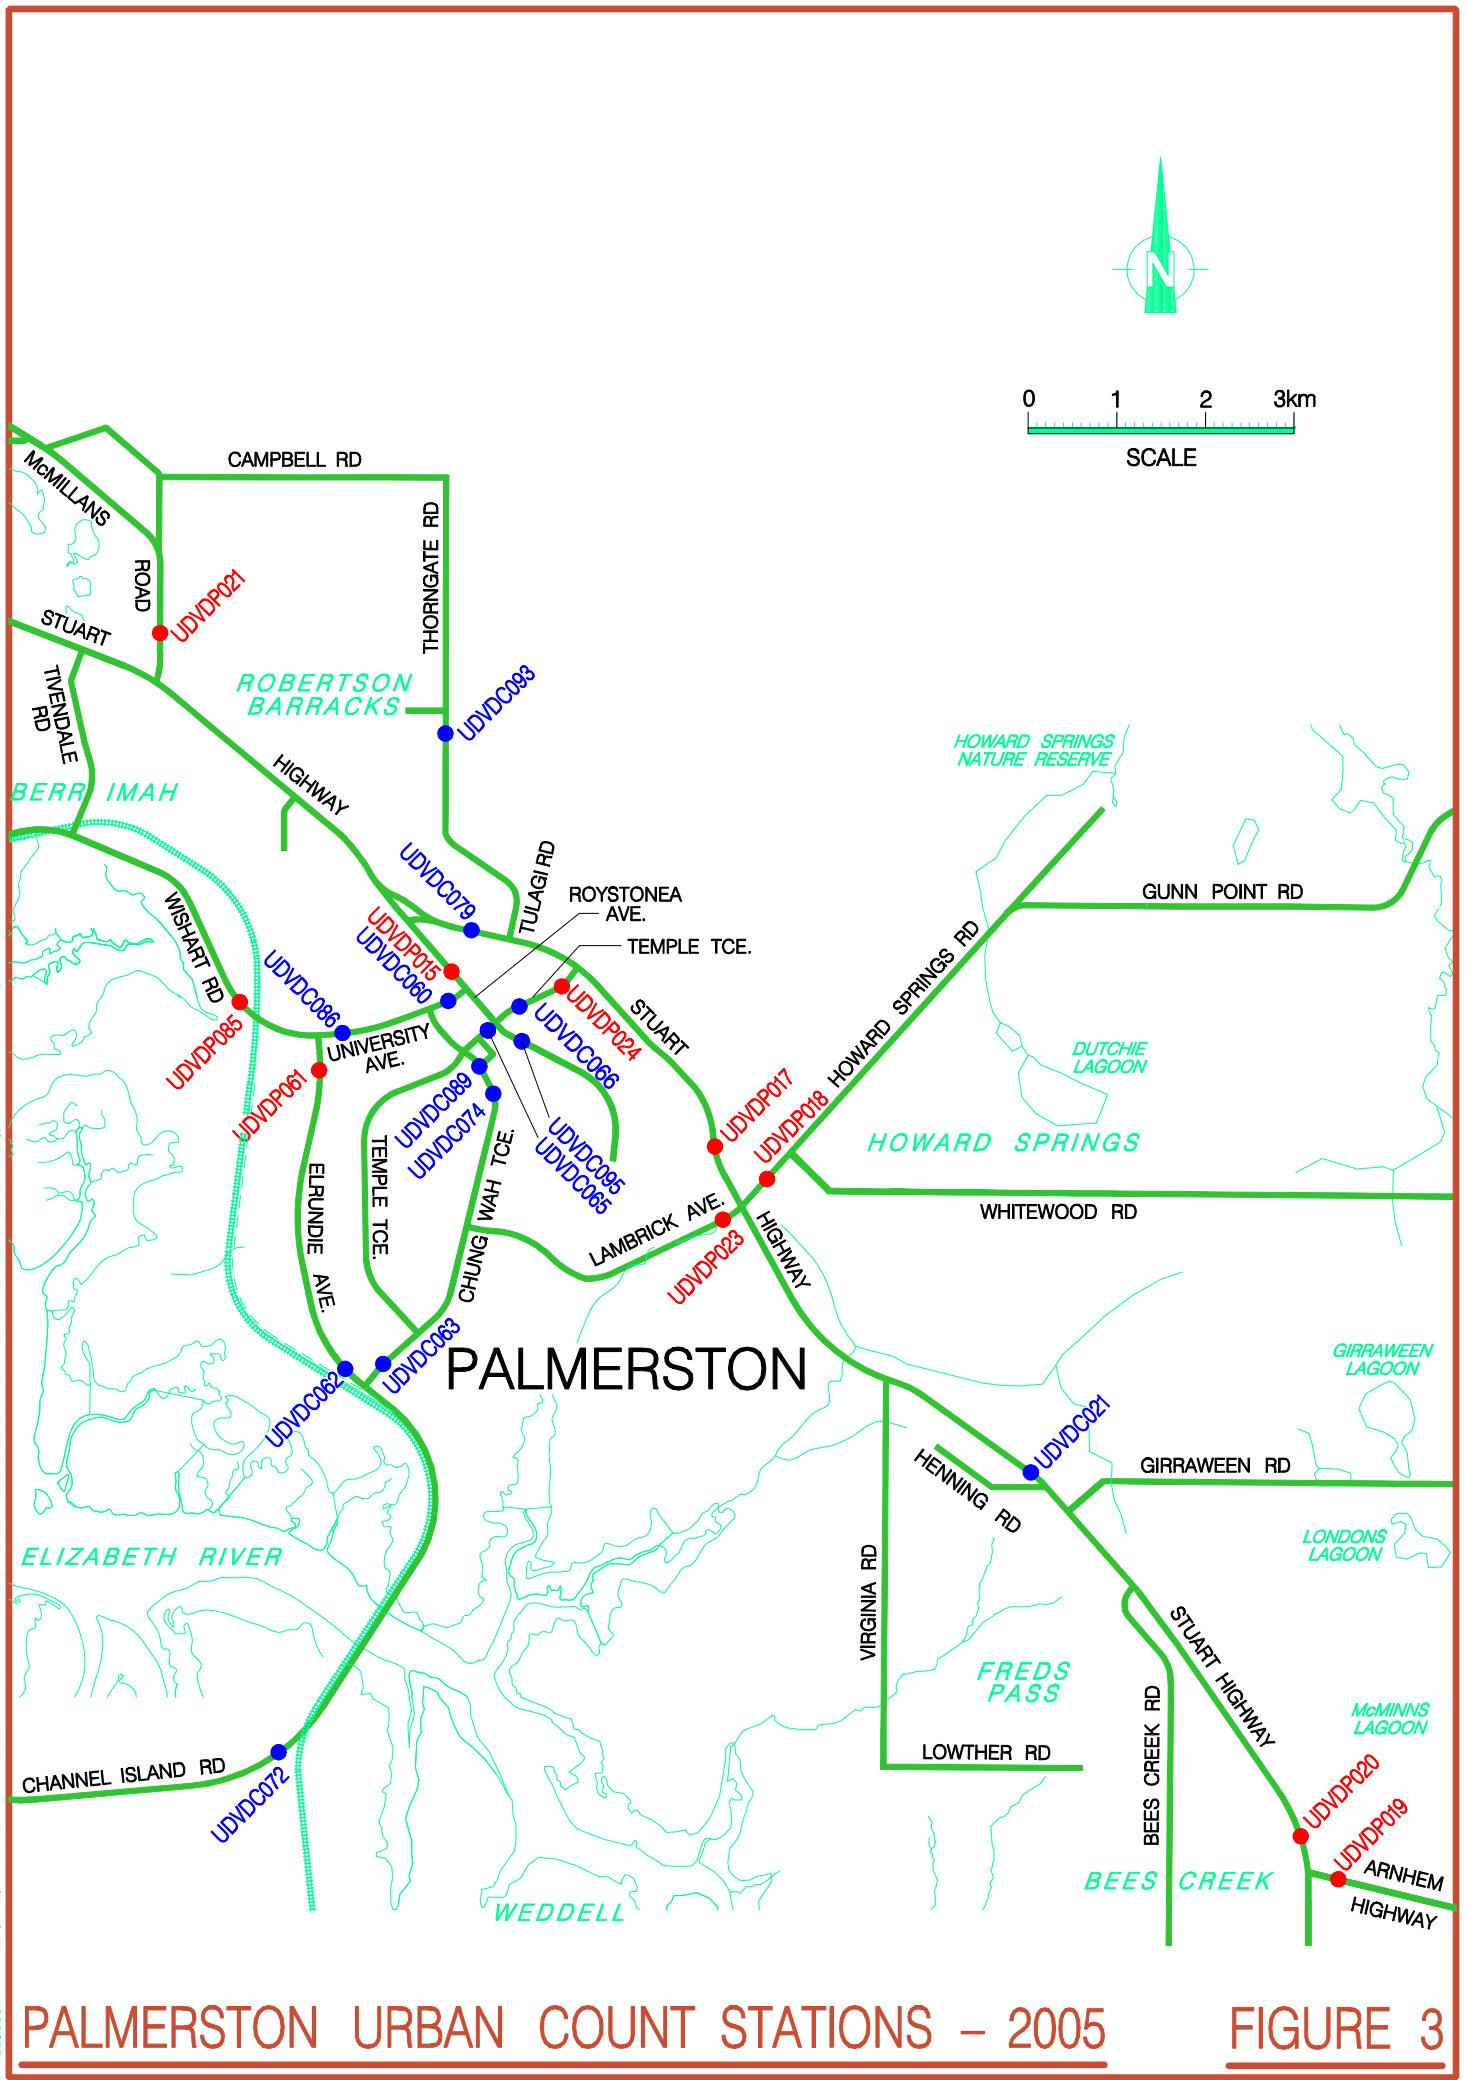 N
0 1 2 3km
SCALE
CAMPBELL RD
McMILLANS
ROAD
THORNGATE RD
UDVDP021
STUART
TIVENDALE
RD
ROBERTSON
BARRACKS
UDVDC093
HOWARD SPRINGS
NATURE RESERVE
HIGHWAY
BERR IMAH
UDVDC079
TULAGI RD
ROYSTONEA
AVE.
GUNN POINT RD
WISHART RD
UDVDP015
UDVDC060
TEMPLE TCE.
HOWARD SPRINGS RD
UDVDC086
UDVDP085
UNIVERSITY
AVE.
UDVDP024
UDVDC066
STUART
DUTCHIE
LAGOON
UDVDP061
UDVDC089
UDVDC074
UDVDC095
UDVDC065
UDVDP017
UDVDP018
HOWARD SPRINGS
ELRUNDIE AVE.
TEMPLE TCE.
CHUNG WAH TCE.
LAMBRICK AVE.
UDVDP023
HIGHWAY
WHITEWOOD RD
UDVDC063
UDVDC062
PALMERSTON
GIRRAWEEN
LAGOON
UDVDC021
HENNING RD
GIRRAWEEN RD
ELIZABETH RIVER
LONDONS
LAGOON
VIRGINIA RD
STUART HIGHWAY
FREDS
PASS
BEES CREEK RD
McMINNS
LAGOON
LOWTHER RD
CHANNEL ISLAND RD
UDVDC072
UDVDP020
UDVDP019
ARNHEM
HIGHWAY
BEES CREEK
WEDDELL
PALMERSTON URBAN COUNT STATIONS – 2005
FIGURE 3